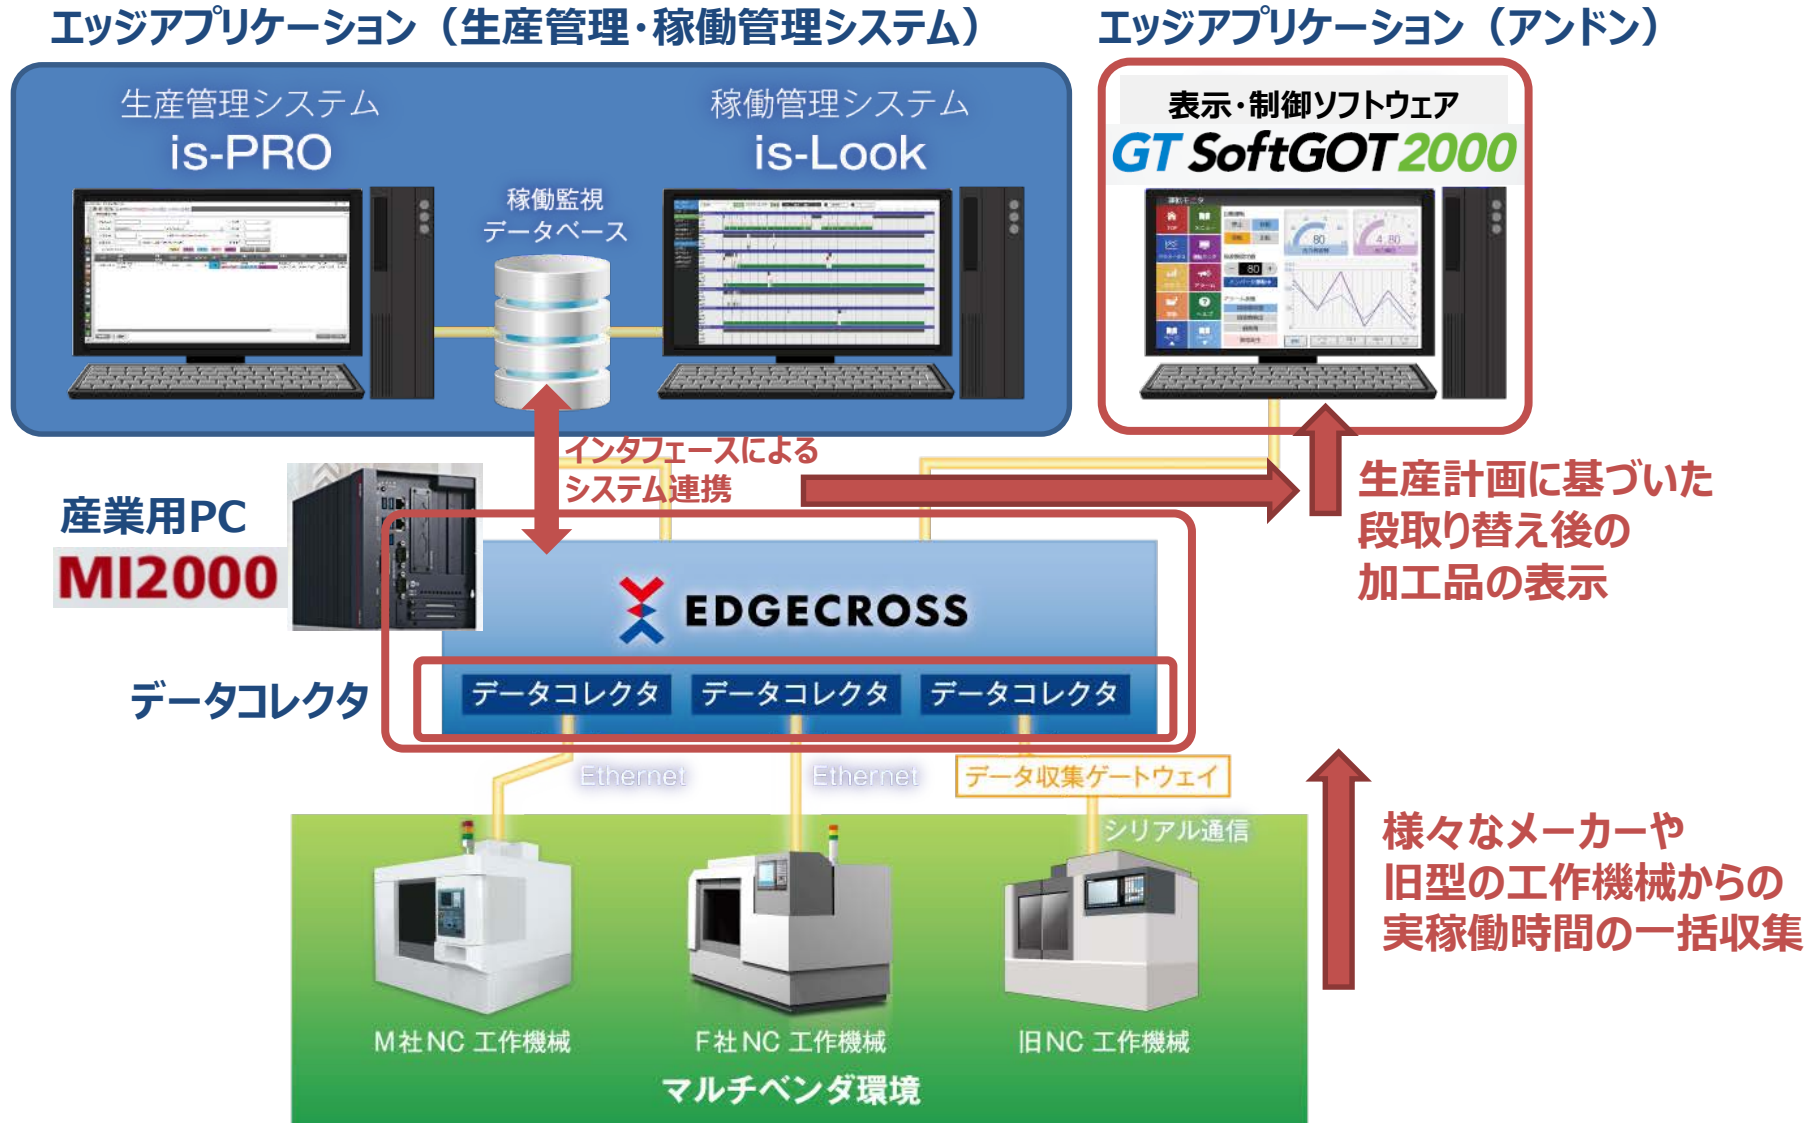 エッジアプリケーション（生産管理・稼働管理システム）
エッジアプリケーション（アンドン）
生産管理システム
is-PRO
稼働管理システム
is-Look
稼働監視
データベース
表示・制御ソフトウェア
GT SoftGOT 2000
インタフェースによる
システム連携
生産計画に基づいた
段取り替え後の
加工品の表示
産業用PC
MI2000
EDGECROSS
データコレクタ
データコレクタ
データコレクタ
データコレクタ
Ethernet
Ethernet
データ収集ゲートウェイ
シリアル通信
様々なメーカーや
旧型の工作機械からの
実稼働時間の一括収集
M社NC 工作機械
F社NC 工作機械
旧NC 工作機械
マルチベンダ環境